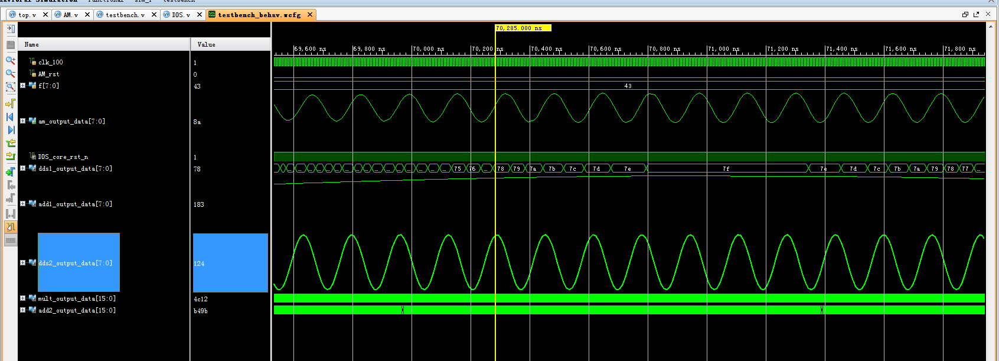 avioral Simulation - Functional - sim_1 - testbench
top.v × AM.v × testbench.v × DDS.v × testbench_behav.wcfg ×
70,285.000 ns
Name Value
69,600 ns 69,800 ns 70,000 ns 70,200 ns 70,400 ns 70,600 ns 70,800 ns 71,000 ns 71,200 ns 71,400 ns 71,600 ns 71,800 ns
clk_100 1
AM_rst 0
f[7:0] 43 43
am_output_data[7:0] 8a
DDS_core_rst_n 1
dds1_output_data[7:0] 78 ... ... ... ... ... ... ... ... ... 75 76 ... 78 79 7a 7b 7c 7d 7e 7f 7e 7d 7c 7b 7a 79 78 77 ...
add1_output_data[7:0] 183
dds2_output_data[7:0] 124
mult_output_data[15:0] 4c12
add2_output_data[15:0] b49b